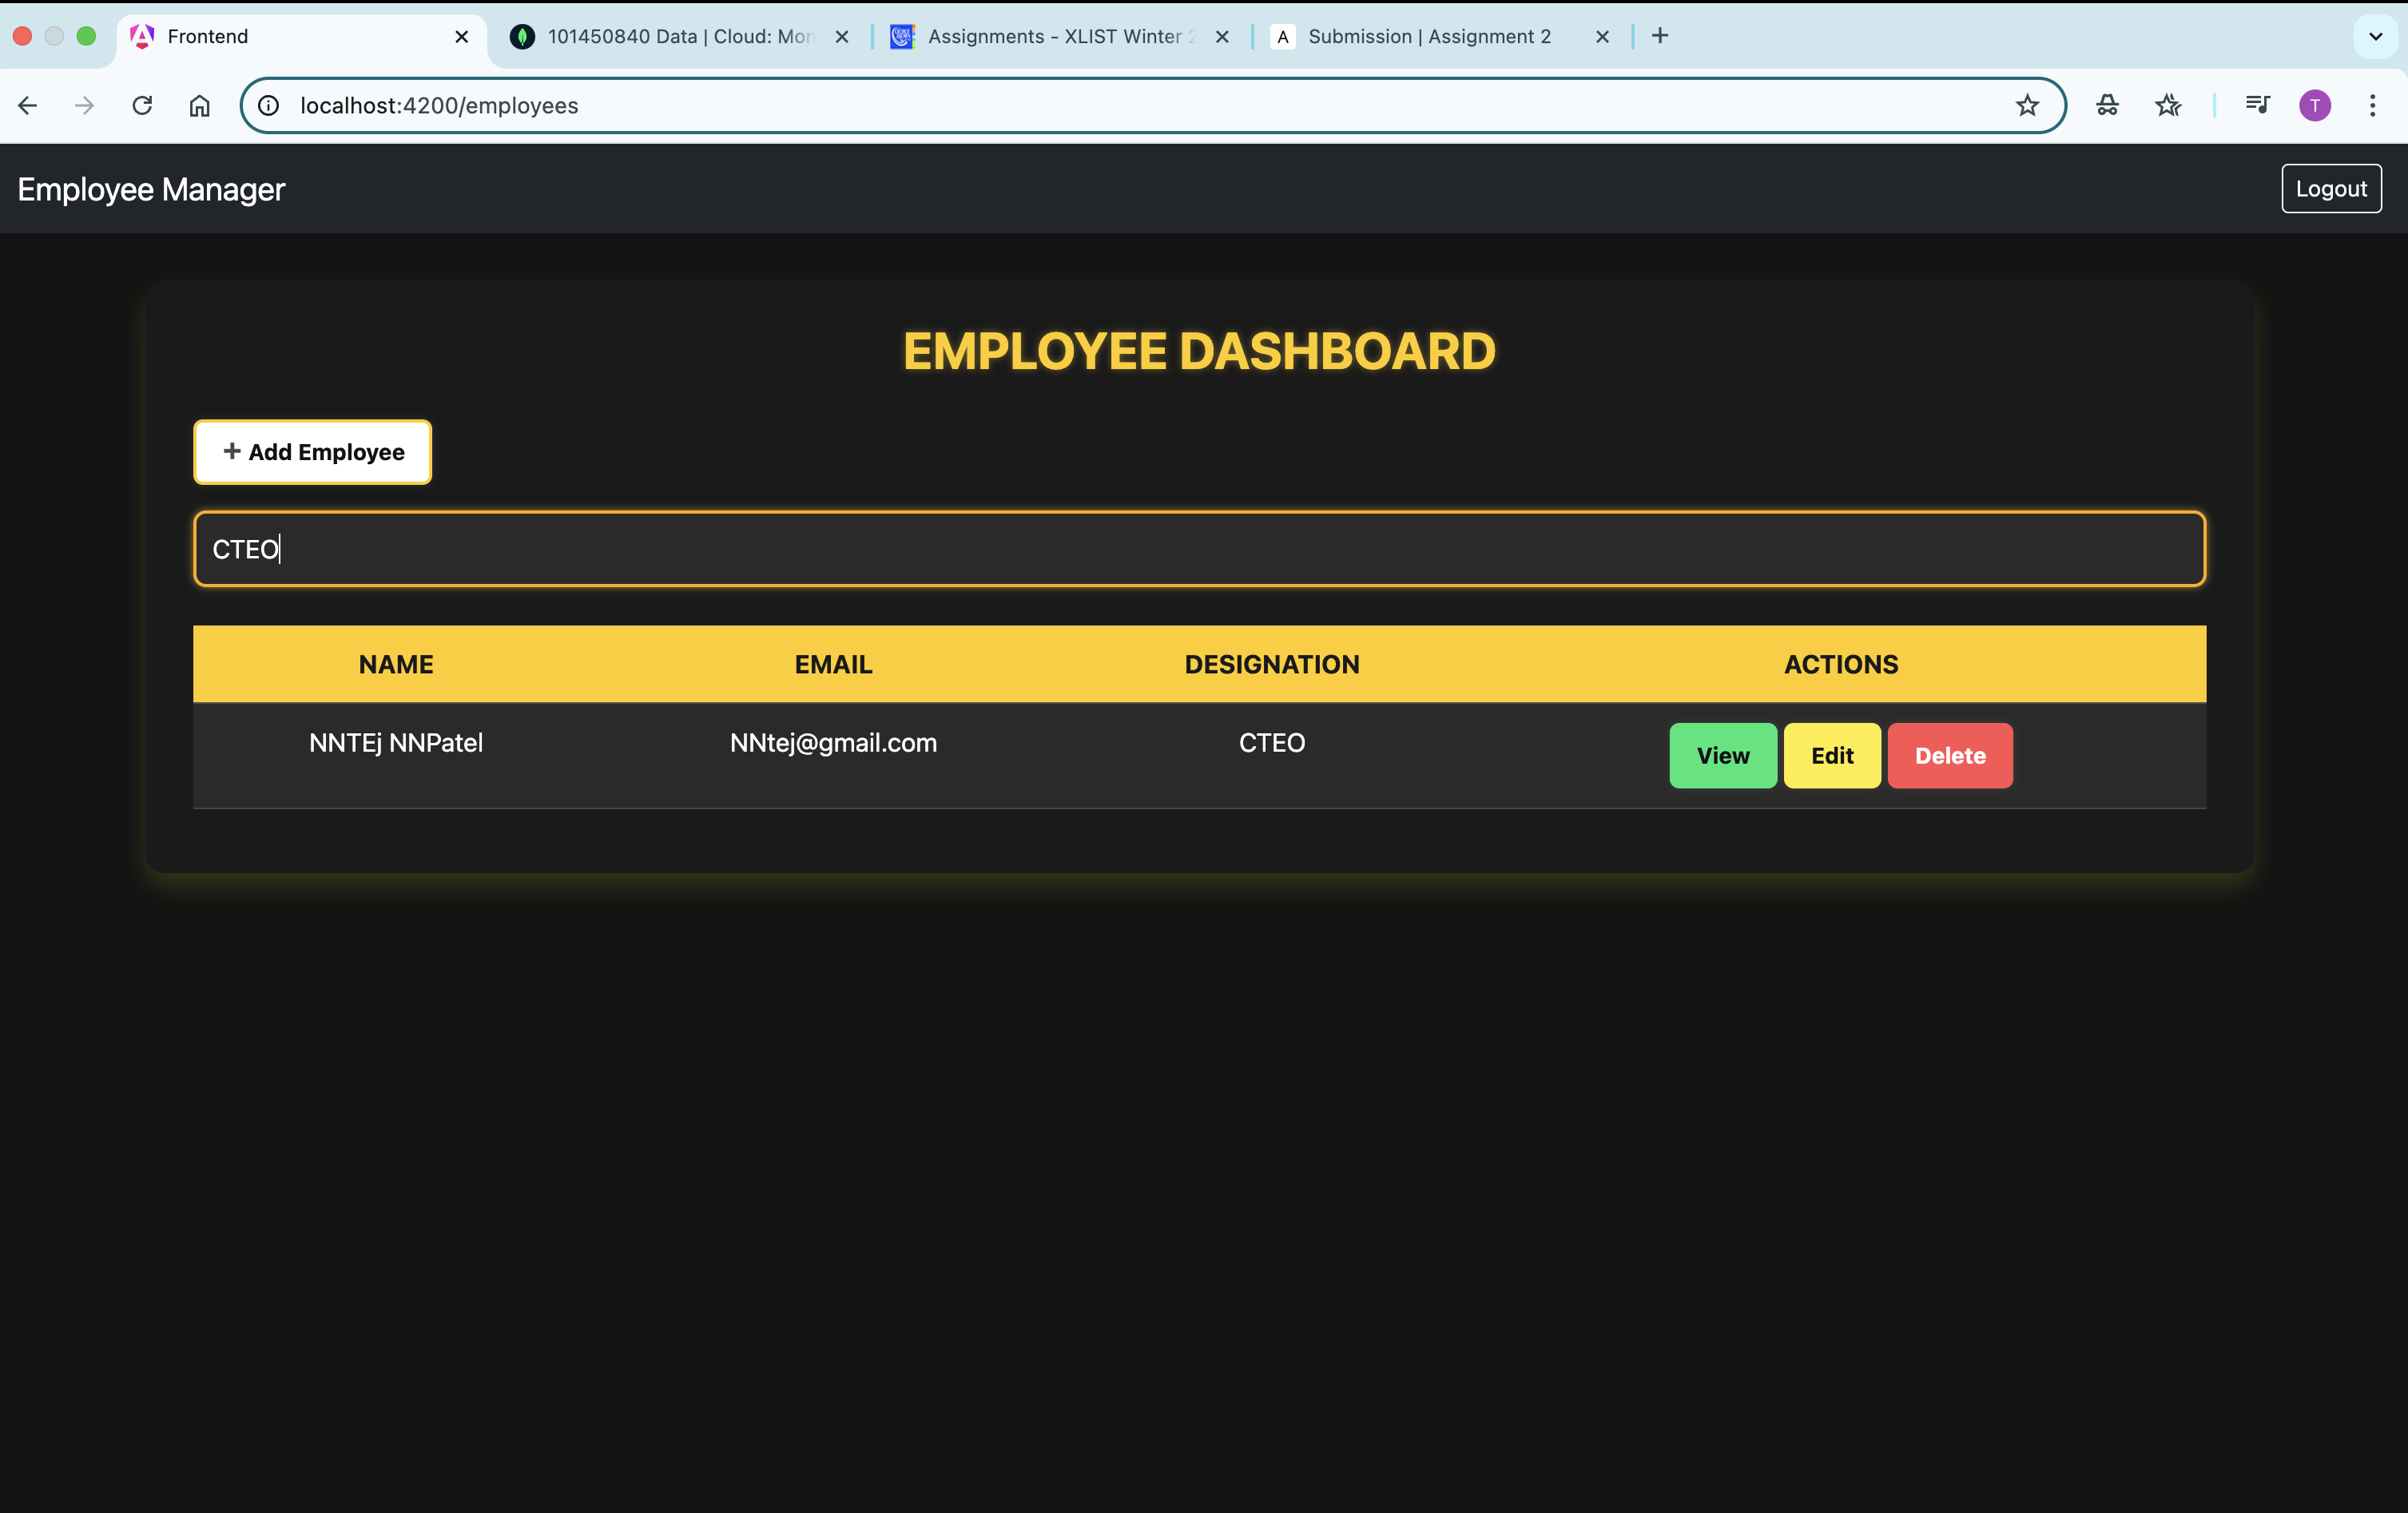 Frontend
101450840 Data | Cloud: Mon
Assignments - XLIST Winter 2
A Submission | Assignment 2
localhost:4200/employees
T
Employee Manager
Logout
EMPLOYEE DASHBOARD
+ Add Employee
CTEO
NAME EMAIL DESIGNATION ACTIONS
NNTEj NNPatel NNtej@gmail.com CTEO View Edit Delete